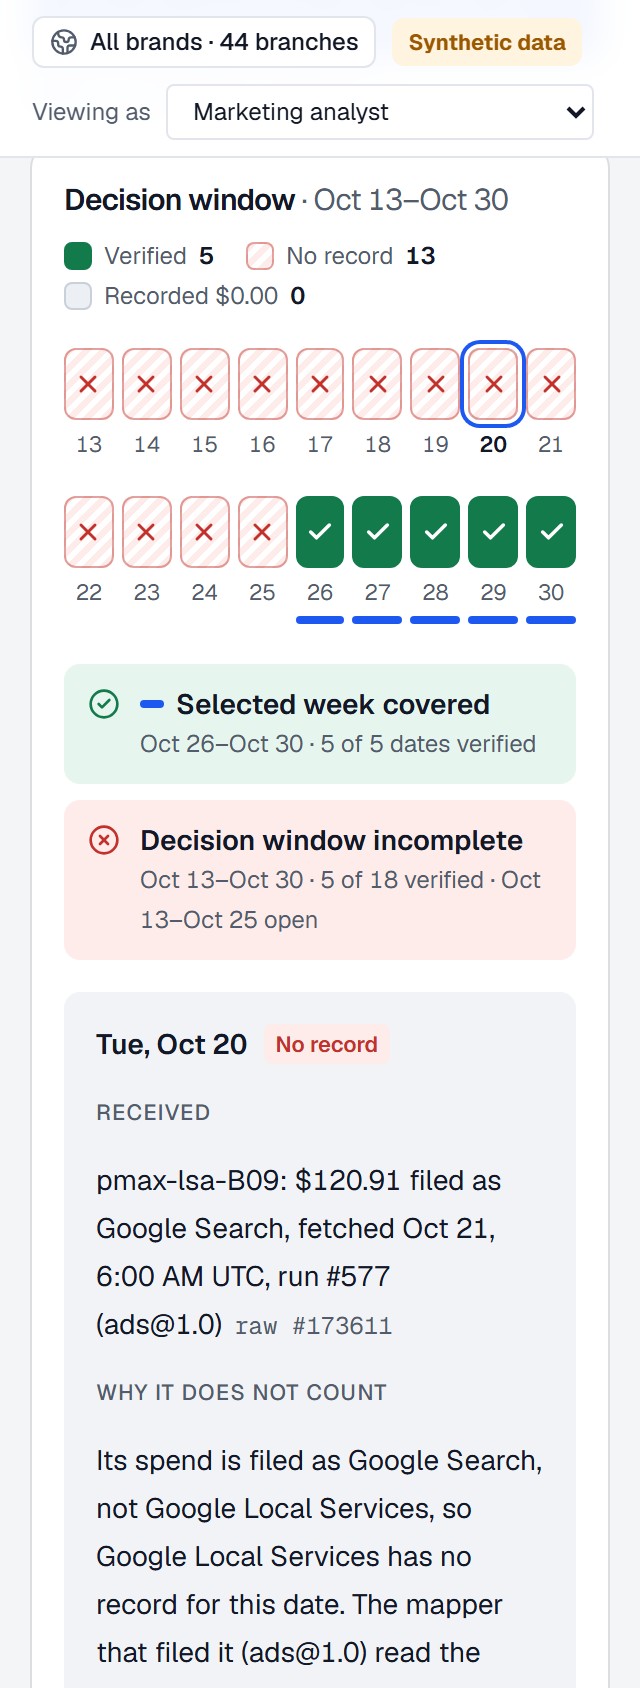 All brands · 44 branches
Synthetic data
Viewing as
Marketing analyst
Decision window · Oct 13–Oct 30
Verified 5
No record 13
Recorded $0.00 0
13 14 15 16 17 18 19 20 21
22 23 24 25 26 27 28 29 30
Selected week covered
Oct 26–Oct 30 · 5 of 5 dates verified
Decision window incomplete
Oct 13–Oct 30 · 5 of 18 verified · Oct
13–Oct 25 open
Tue, Oct 20 No record
RECEIVED
pmax-lsa-B09: $120.91 filed as
Google Search, fetched Oct 21,
6:00 AM UTC, run #577
(ads@1.0) raw #173611
WHY IT DOES NOT COUNT
Its spend is filed as Google Search,
not Google Local Services, so
Google Local Services has no
record for this date. The mapper
that filed it (ads@1.0) read the